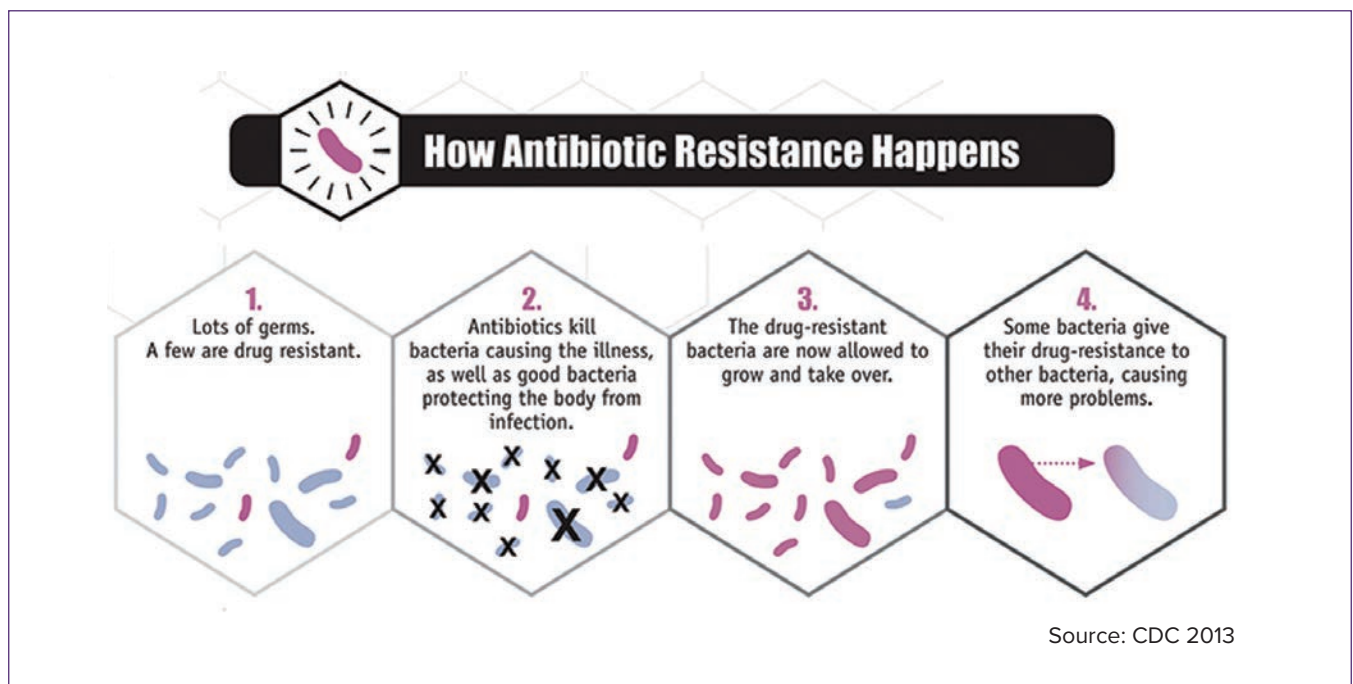 How Antibiotic Resistance Happens
1.
Lots of germs.
A few are drug resistant.
2.
Antibiotics kill
bacteria causing the illness,
as well as good bacteria
protecting the body from
infection.
X X X X X X X X X X
3.
The drug-resistant
bacteria are now allowed to
grow and take over.
4.
Some bacteria give
their drug-resistance to
other bacteria, causing
more problems.
Source: CDC 2013